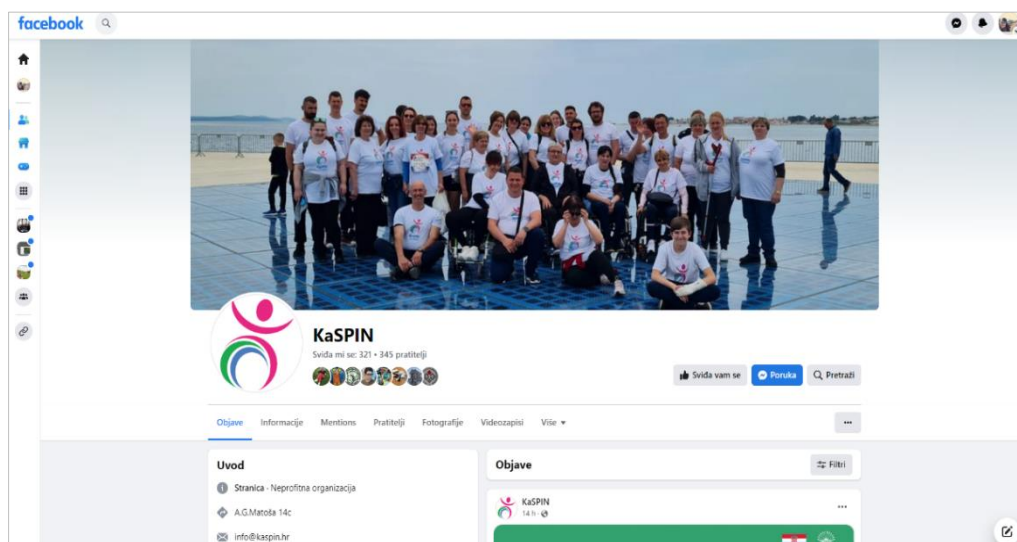 facebook
KaSPIN
Sviđa mi se: 321 • 345 pratitelji
Sviđa vam se
Poruka
Pretraži
Objave Informacije Mentions Pratitelji Fotografije Videozapisi Više
Uvod
Stranica · Neprofitna organizacija
A.G.Matoša 14c
info@kaspin.hr
Objave
Filtri
KaSPIN
14 h ·